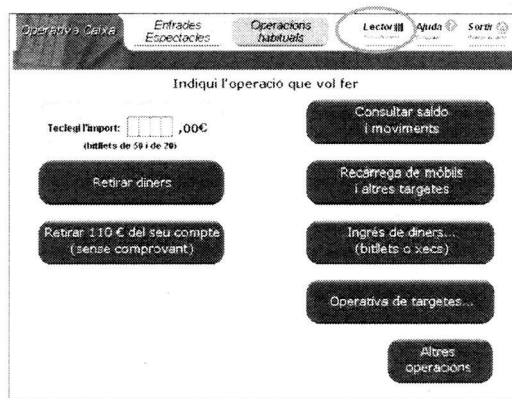 Operativa Caixa
Entrades
Espectacles
Operacions
habituals
Lector
Ajuda
Sortir
Indiqui l'operació que vol fer
Teclegi l'import: ,00€
(bitllets de 50 i de 20)
Retirar diners
Retirar 110 € del seu compte
(sense comprovant)
Consultar saldo
i moviments
Recàrrega de mòbils
i altres targetes
Ingrés de diners...
(bitllets o xecs)
Operativa de targetes...
Altres
operacions